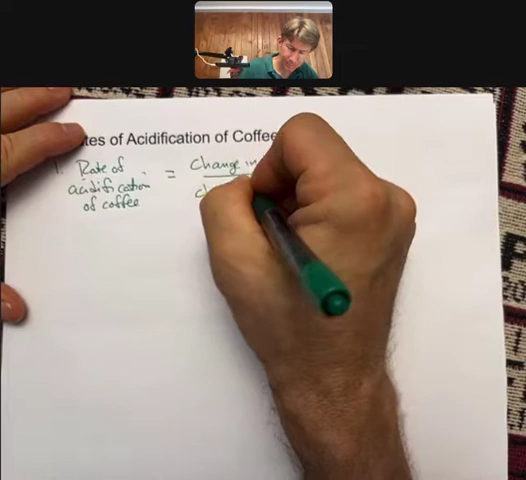 tes of Acidification of Coffee
1. Rate of
acidification
of coffee
=
Change in